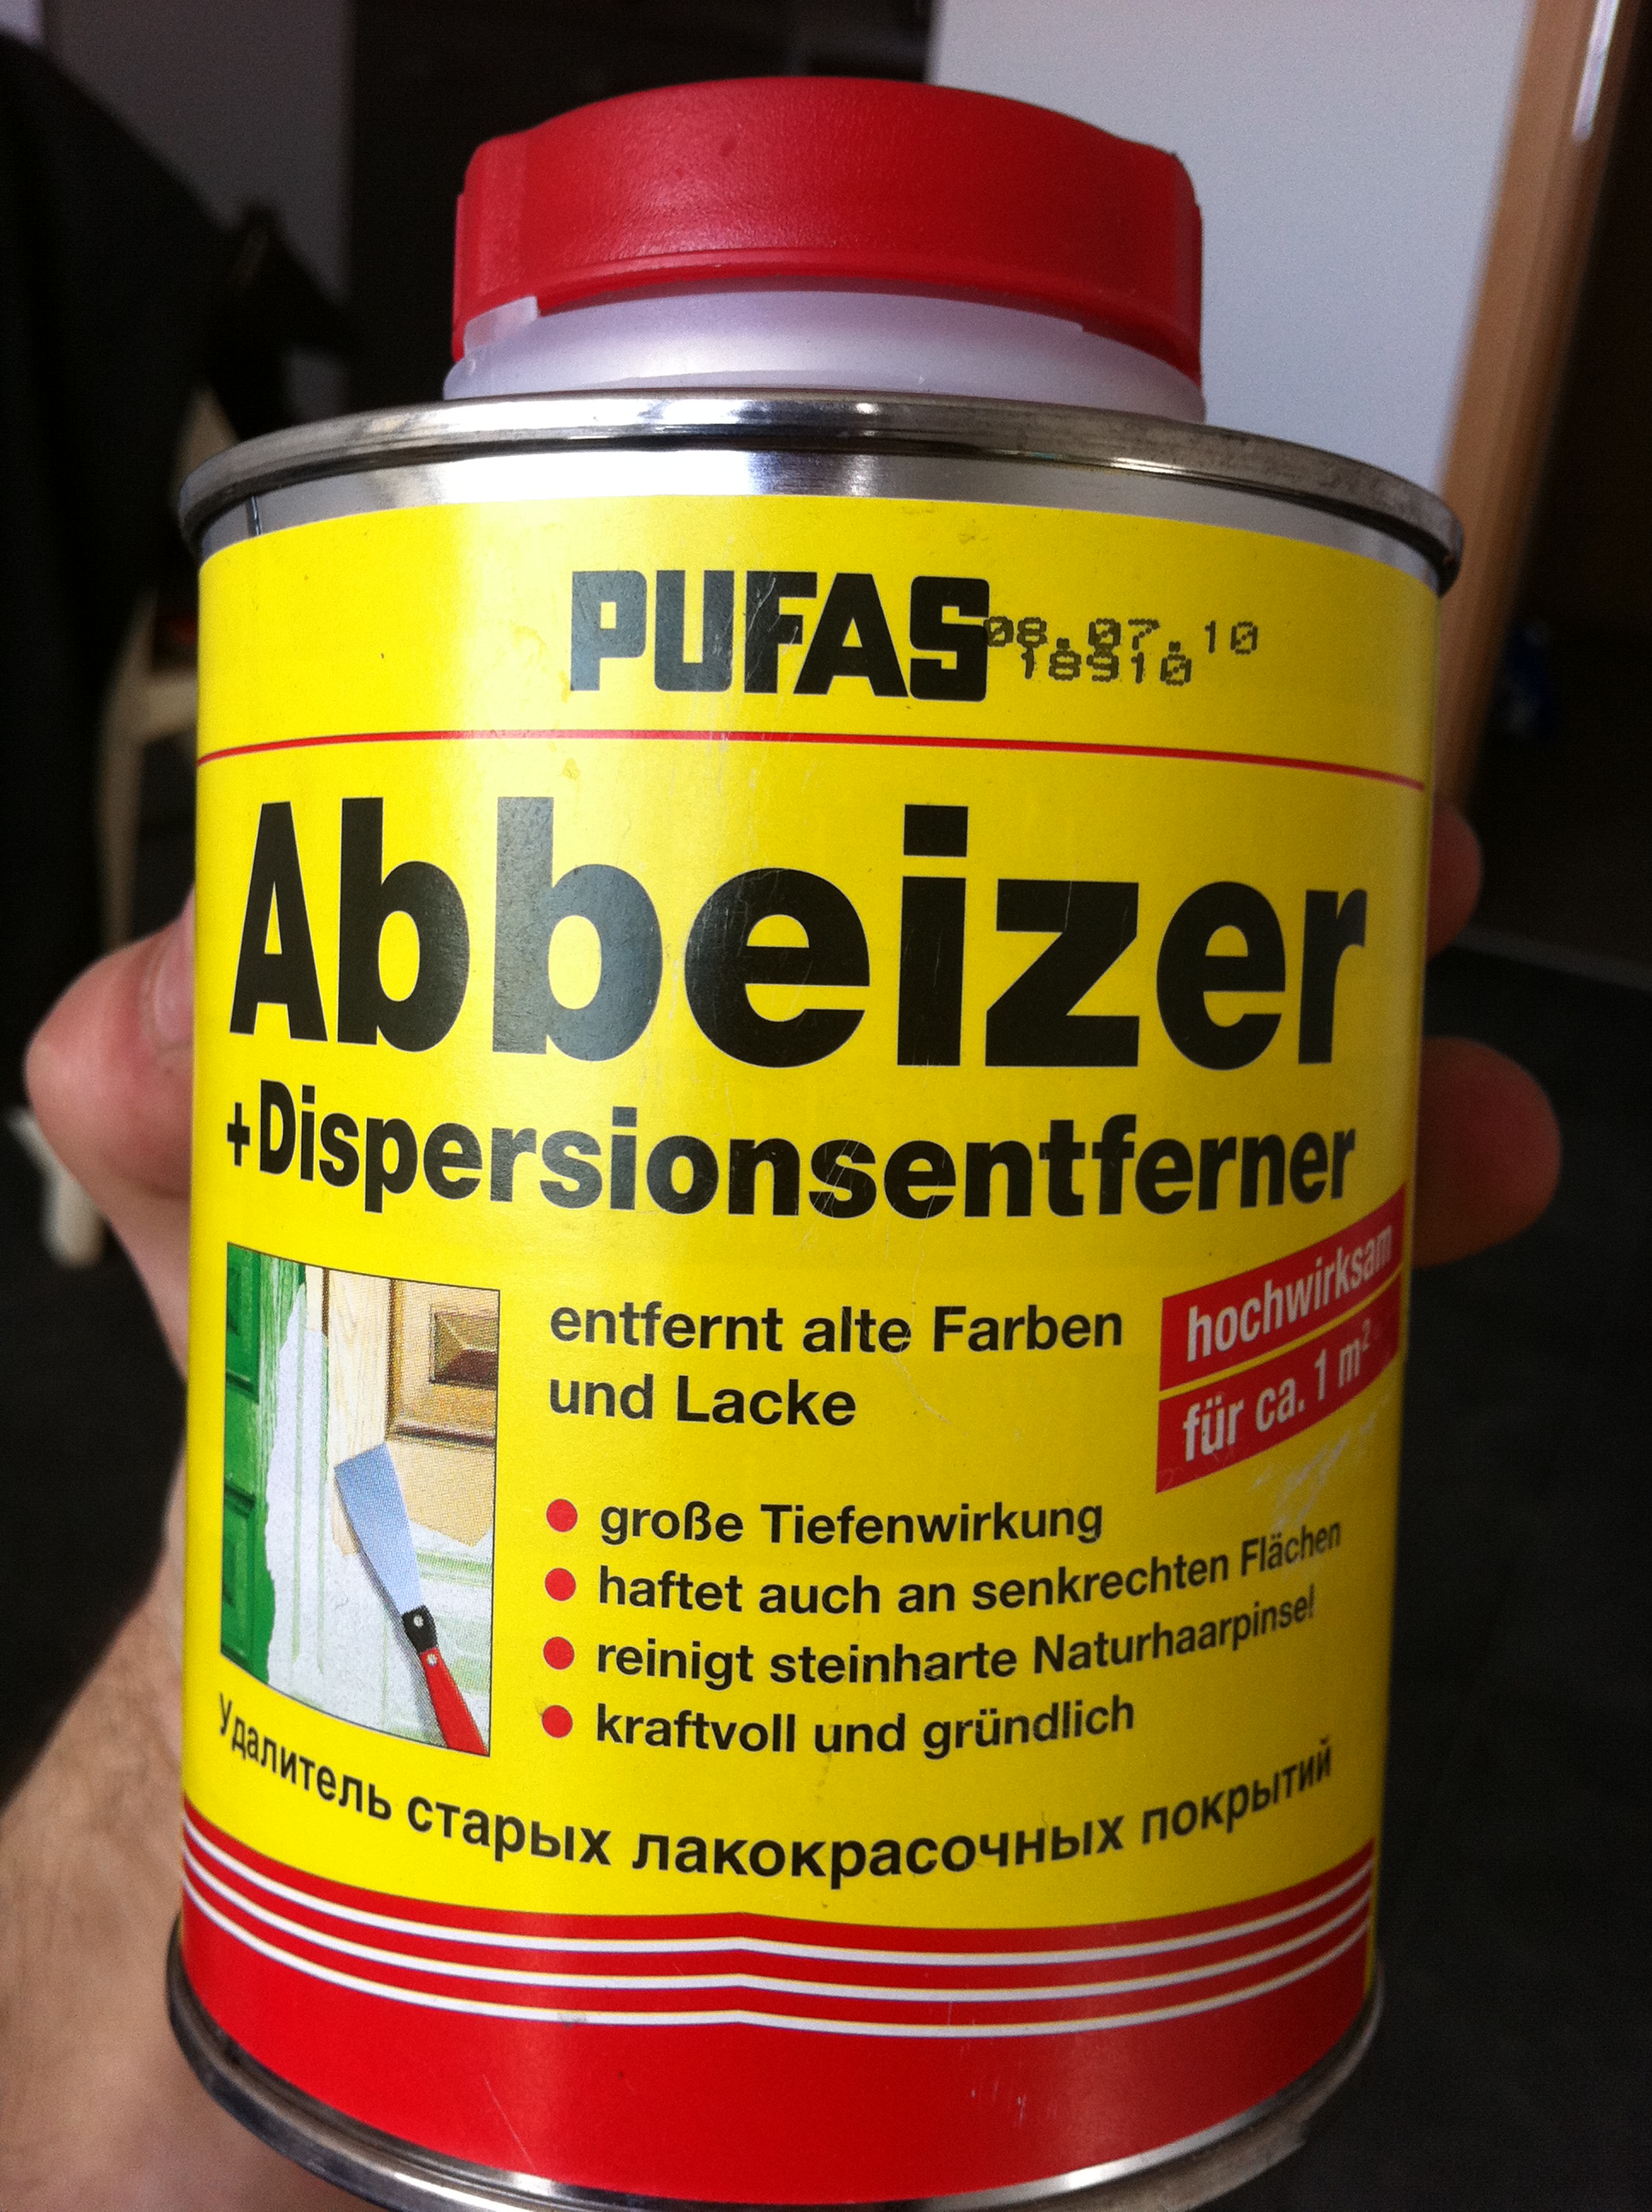 PUFAS
08.07.10
18910
Abbeizer
+Dispersionsentferner
entfernt alte Farben
und Lacke
hochwirksam
für ca. 1 m²
große Tiefenwirkung
haftet auch an senkrechten Flächen
reinigt steinharte Naturhaarpinsel
kraftvoll und gründlich
Удалитель старых лакокрасочных покрытий